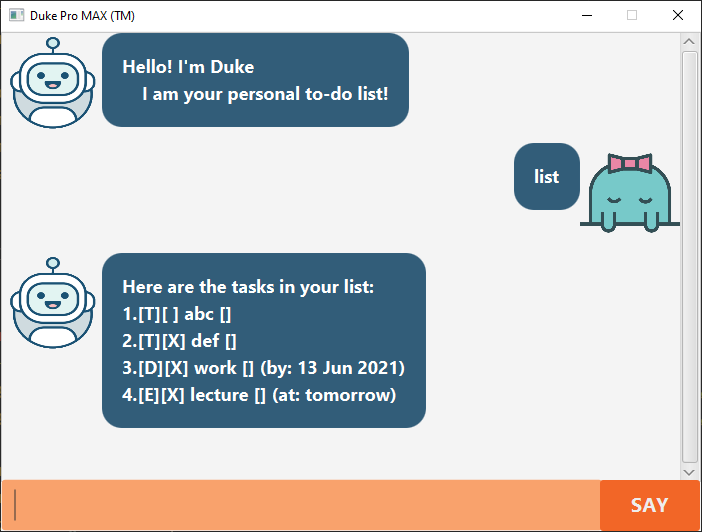 Duke Pro MAX (TM)
Hello! I'm Duke
I am your personal to-do list!
list
Here are the tasks in your list:
1.[T][ ] abc []
2.[T][X] def []
3.[D][X] work [] (by: 13 Jun 2021)
4.[E][X] lecture [] (at: tomorrow)
SAY